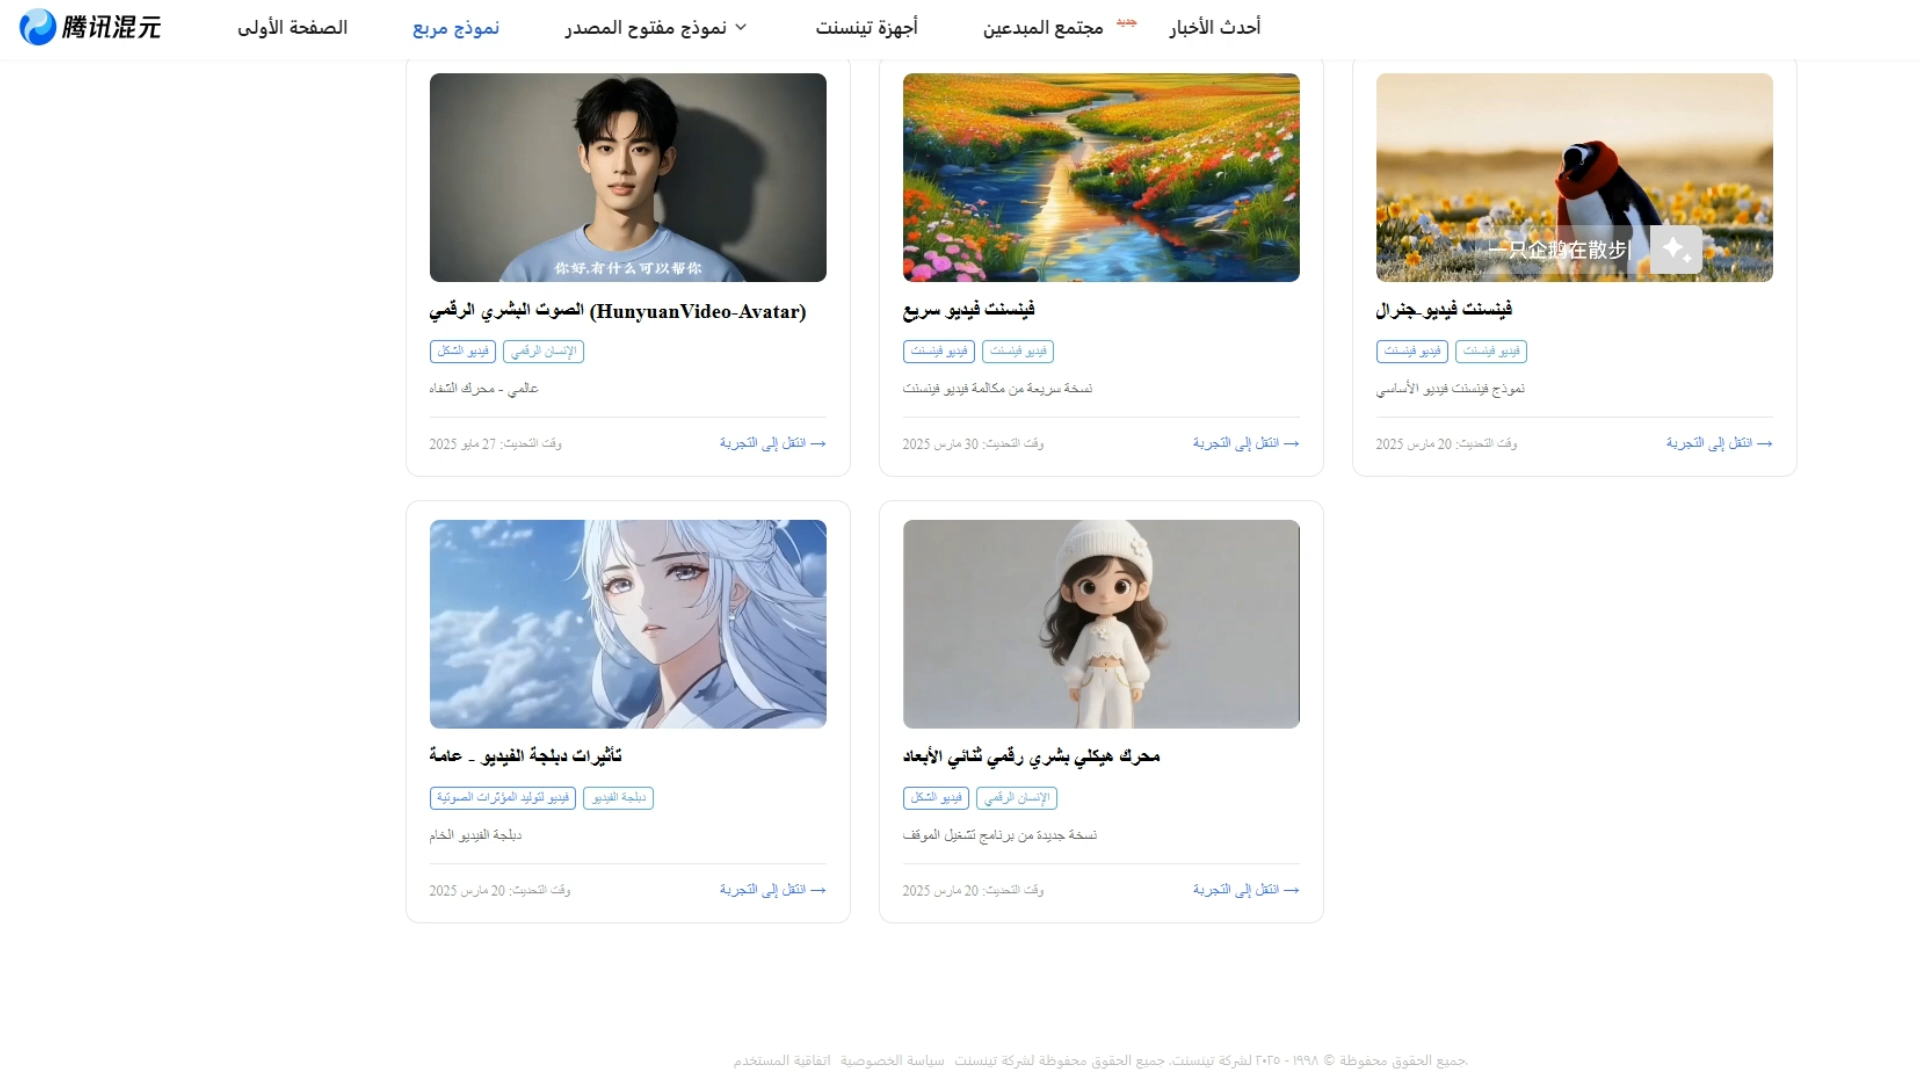 腾讯混元
الصفحة الأولى
نموذج مربع
نموذج مفتوح المصدر
أجهزة تينسنت
مجتمع المبدعين
جديد
أحدث الأخبار
你好,有什么可以帮你
الصوت البشري الرقمي (HunyuanVideo-Avatar)
فيديو الشكل
الإنسان الرقمي
عالمي - محرك الشفاه
وقت التحديث: 27 مايو 2025
انتقل إلى التجربة →
فينسنت فيديو سريع
فيديو فينسنت
فيديو فينسنت
نسخة سريعة من مكالمة فيديو فينسنت
وقت التحديث: 30 مارس 2025
انتقل إلى التجربة →
一只企鹅在散步|
فينسنت فيديو-جنرال
فيديو فينسنت
فيديو فينسنت
نموذج فينسنت فيديو الأساسي
وقت التحديث: 20 مارس 2025
انتقل إلى التجربة →
تأثيرات دبلجة الفيديو - عامة
فيديو لتوليد المؤثرات الصوتية
دبلجة الفيديو
دبلجة الفيديو الخام
وقت التحديث: 20 مارس 2025
انتقل إلى التجربة →
محرك هيكلي بشري رقمي ثنائي الأبعاد
فيديو الشكل
الإنسان الرقمي
نسخة جديدة من برنامج تشغيل الموقف
وقت التحديث: 20 مارس 2025
انتقل إلى التجربة →
جميع الحقوق محفوظة © ١٩٩٨ - ٢٠٢٥ لشركة تينسنت. جميع الحقوق محفوظة لشركة تينسنت سياسة الخصوصية اتفاقية المستخدم.